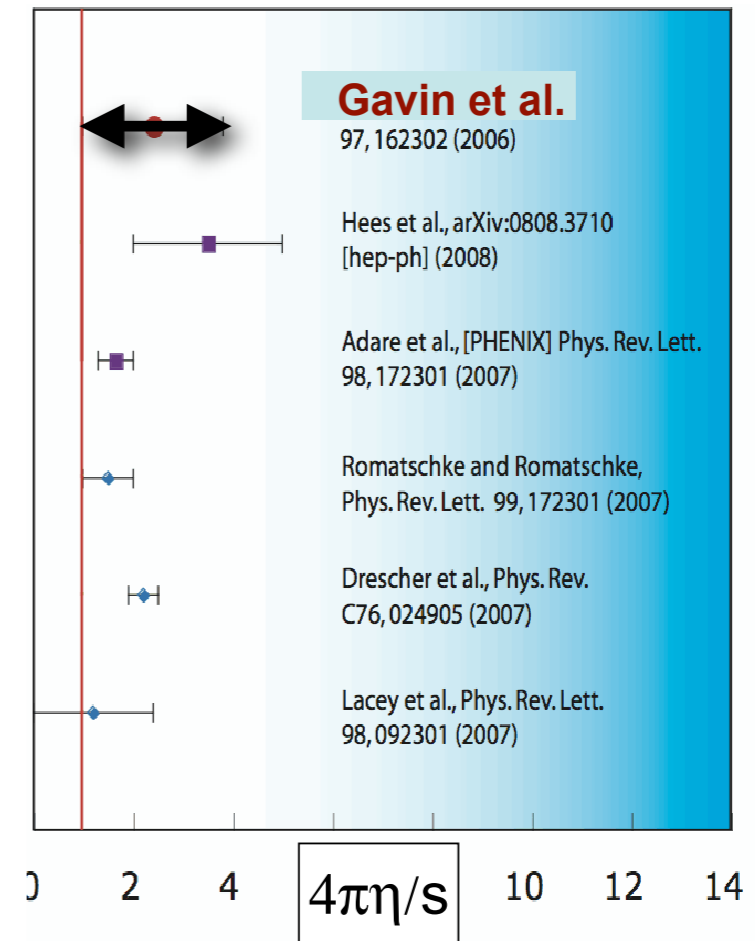 Gavin et al.
97, 162302 (2006)
Hees et al., arXiv:0808.3710
[hep-ph] (2008)
Adare et al., [PHENIX] Phys. Rev. Lett.
98, 172301 (2007)
Romatschke and Romatschke,
Phys. Rev. Lett. 99, 172301 (2007)
Drescher et al., Phys. Rev.
C76, 024905 (2007)
Lacey et al., Phys. Rev. Lett.
98, 092301 (2007)
0 2 4 4πη/s 10 12 14